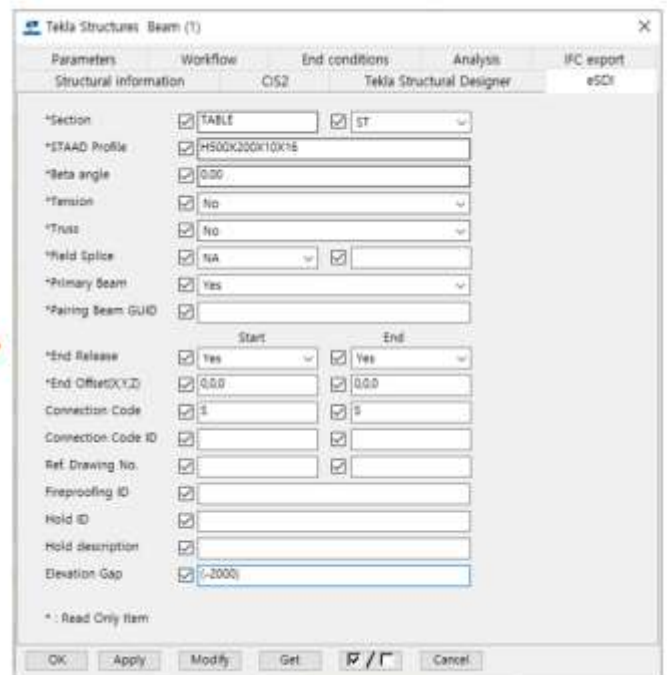 Tekla Structures Beam (1)
Parameters Workflow End conditions Analysis IFC export
Structural information CIS2 Tekla Structural Designer eSDI
*Section TABLE ST
*STAAD Profile H500X200X10X16
*Beta angle 0.00
*Tension No
*Truss No
*Field Splice NA
*Primary Beam Yes
*Pairing Beam GUID
Start End
*End Release Yes Yes
*End Offset(X,Y,Z) 0,0,0 0,0,0
Connection Code S S
Connection Code ID
Ref. Drawing No.
Fireproofing ID
Hold ID
Hold description
Elevation Gap (-2000)
* : Read Only Item
OK Apply Modify Get / Cancel